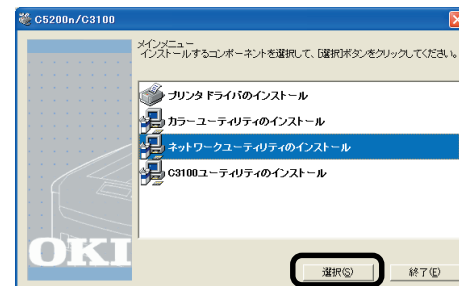 C5200n/C3100
メインメニュー
インストールするコンポーネントを選択して、[選択]ボタンをクリックしてください。
プリンタドライバのインストール
カラーユーティリティのインストール
ネットワークユーティリティのインストール
C3100ユーティリティのインストール
OKI
選択(S)
終了(E)